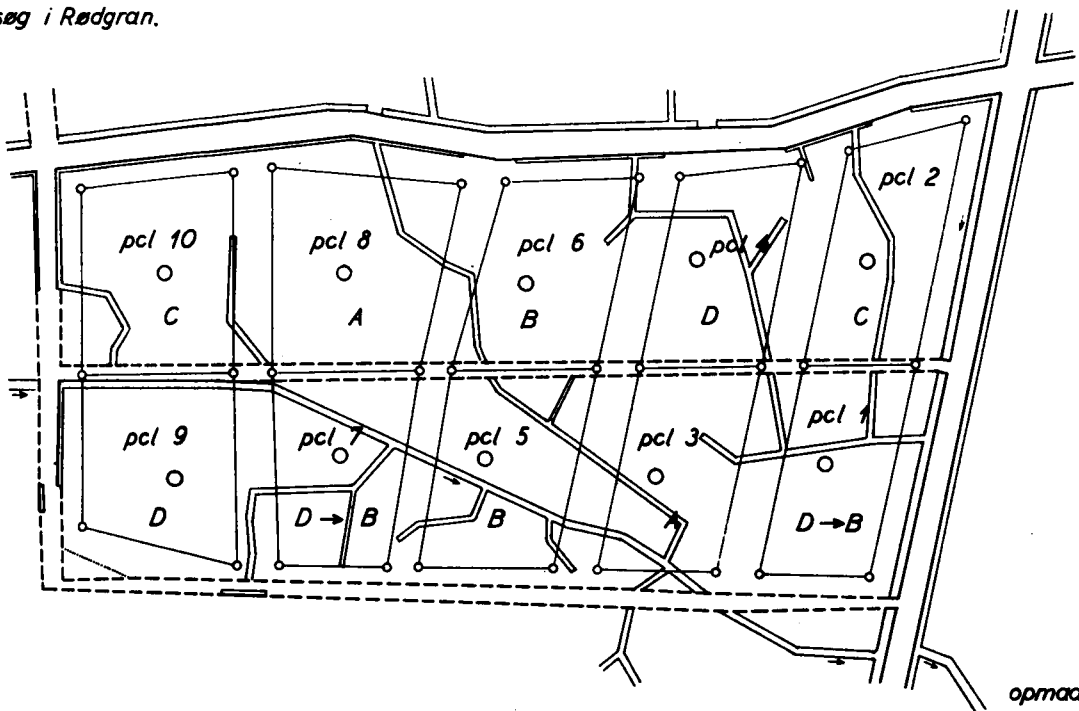 søg i Rødgran.
pcl 2
pcl 10
pcl 8
pcl 6
pcl 4
C
A
B
D
C
pcl 9
pcl 7
pcl 5
pcl 3
pcl 1
D
D → B
B
A
D → B
opmaa